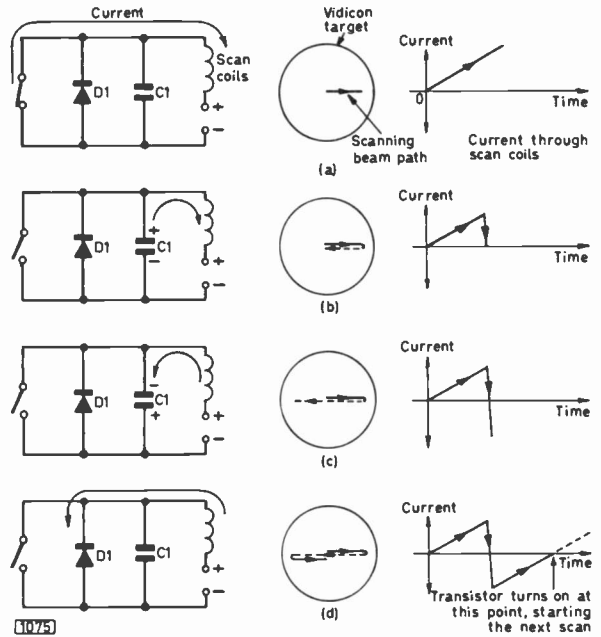 Current
Scan
coils
D1
C1
+
−
Vidicon
target
Scanning
beam path
(a)
Current
0
Time
Current through
scan coils
D1
+
−
C1
+
−
(b)
Current
Time
D1
−
+
C1
+
−
(c)
Current
Time
D1
C1
+
−
(d)
Current
Time
Transistor turns on at
this point, starting
the next scan
1075